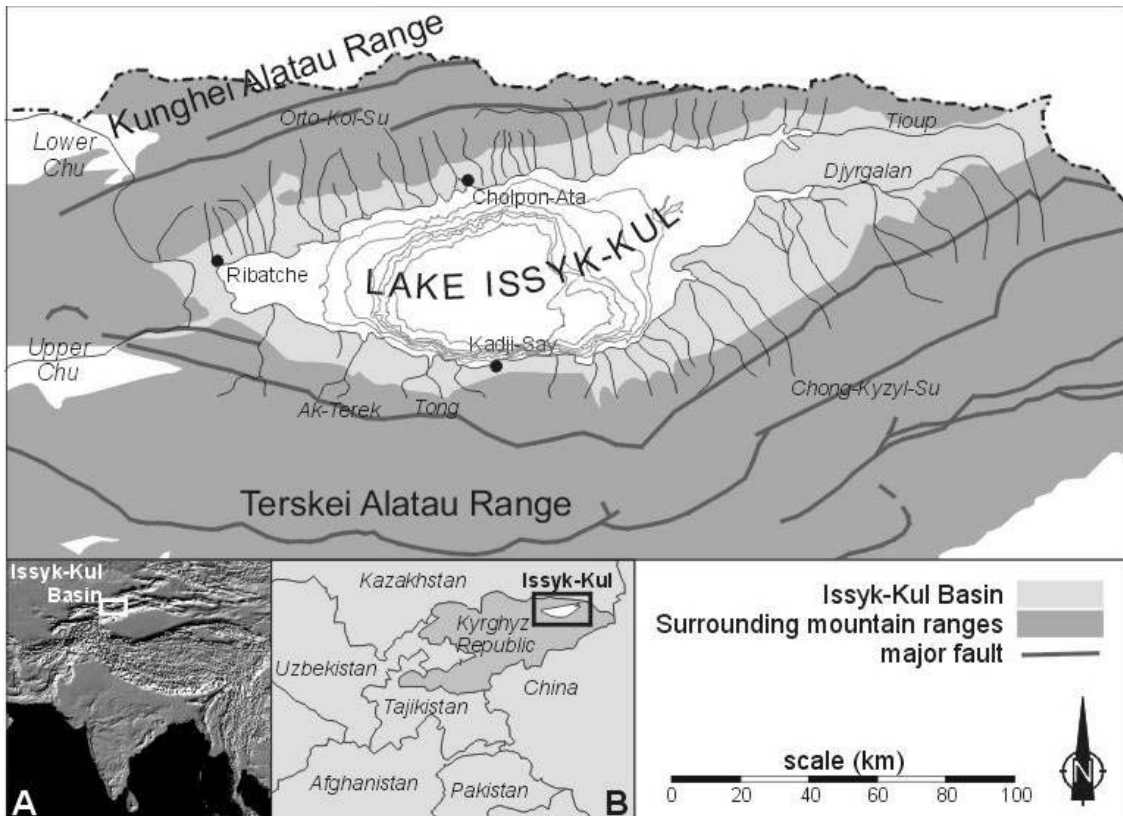 Kunghei Alatau Range
Orto-Koi-Su
Lower
Chu
Tioup
Djyrgalan
Cholpon-Ata
Ribatche
LAKE ISSYK-KUL
Kadji-Say
Upper
Chu
Ak-Terek
Tong
Chong-Kyzyl-Su
Terskei Alatau Range
Issyk-Kul
Basin
A
Kazakhstan
Issyk-Kul
Kyrghyz
Republic
Uzbekistan
China
Tajikistan
Afghanistan
Pakistan
B
Issyk-Kul Basin
Surrounding mountain ranges
major fault
scale (km)
0 20 40 60 80 100
N